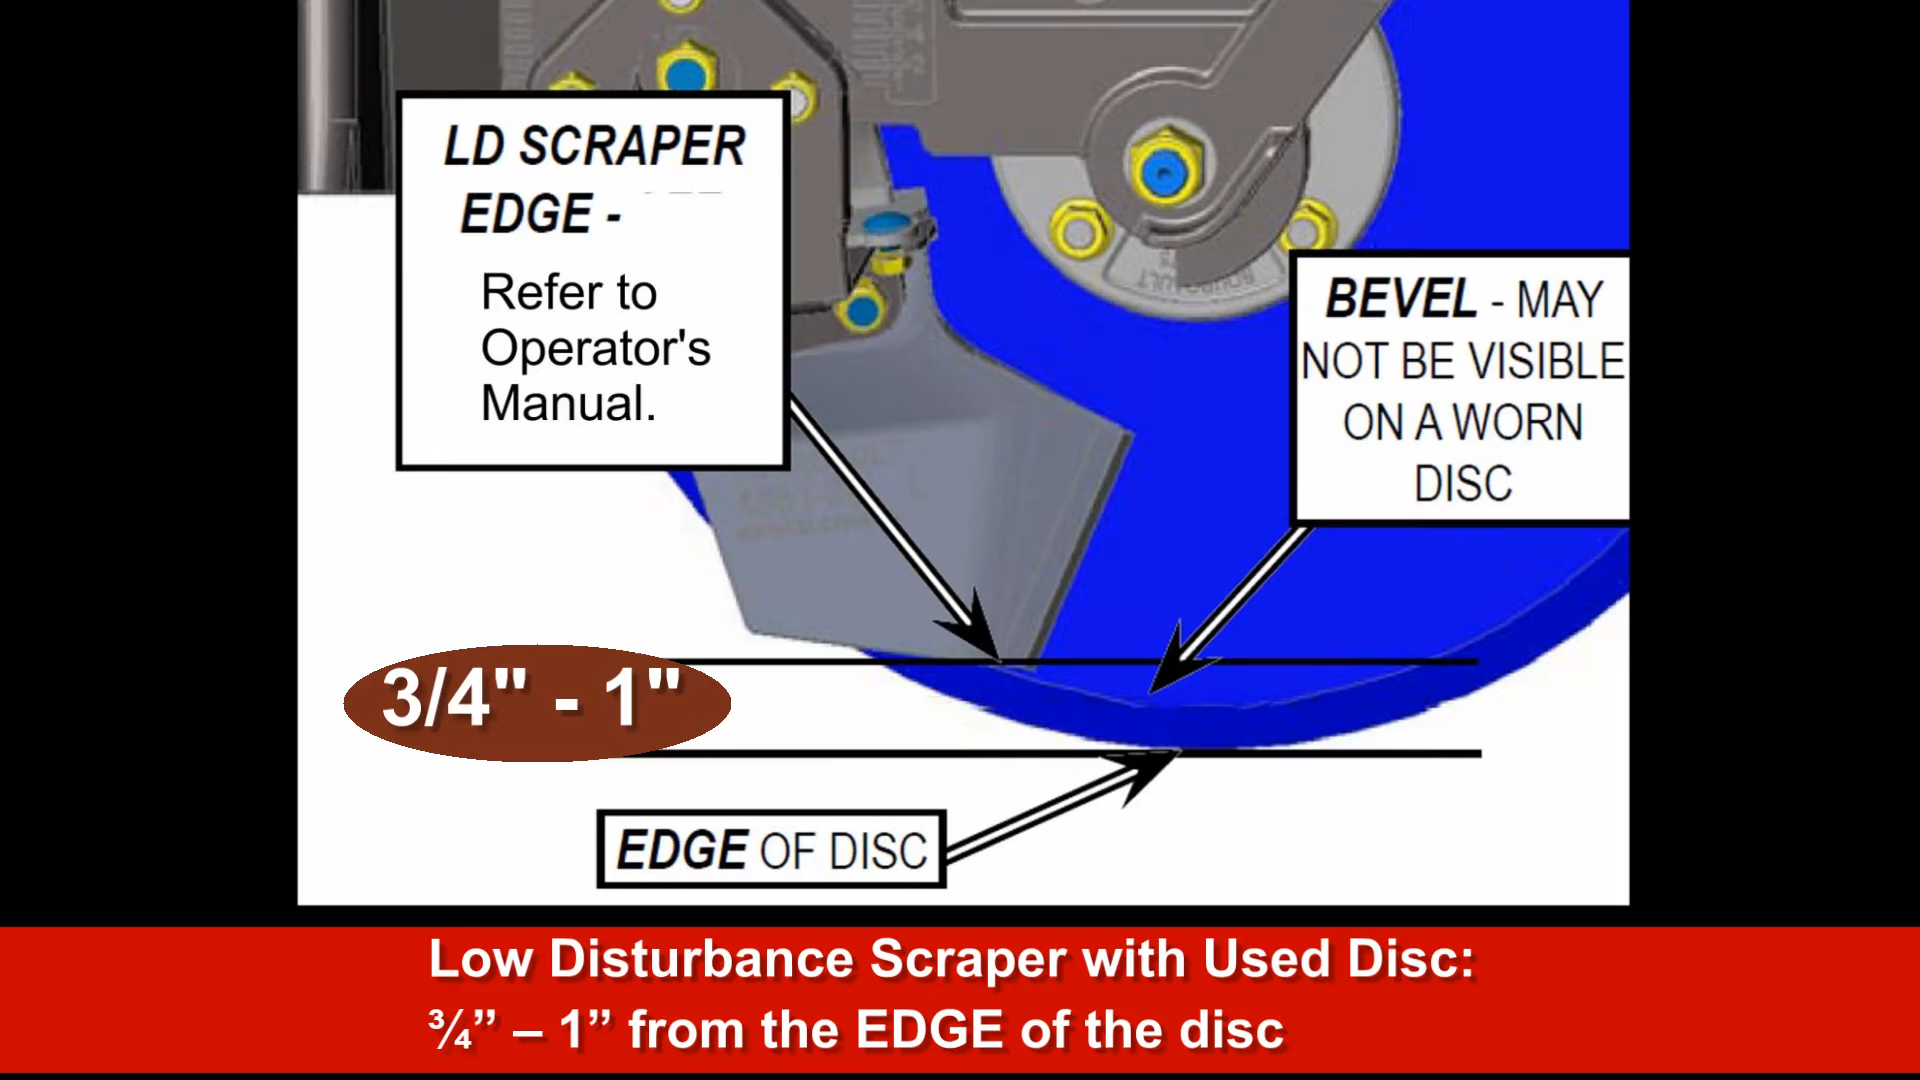 LD SCRAPER
EDGE -
Refer to
Operator's
Manual.
BEVEL - MAY
NOT BE VISIBLE
ON A WORN
DISC
3/4" - 1"
EDGE OF DISC
Low Disturbance Scraper with Used Disc:
¾” – 1” from the EDGE of the disc